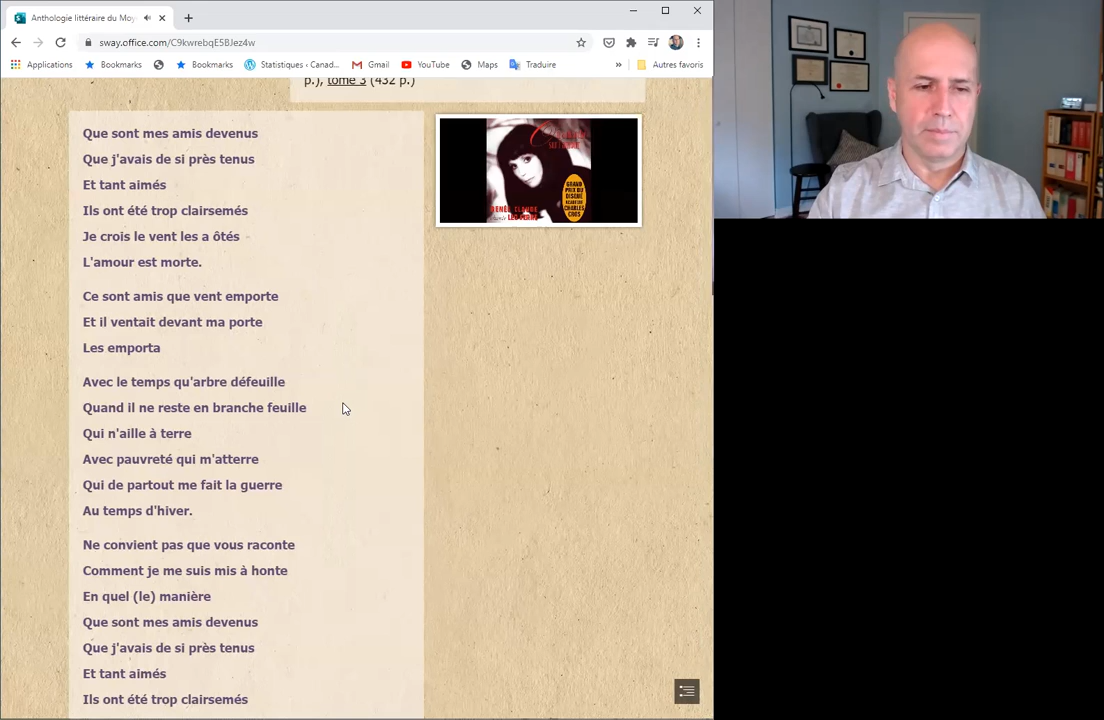 Anthologie littéraire du Moy
sway.office.com/C9kwrebqE5BJez4w
Applications
Bookmarks
Bookmarks
Statistiques ‹ Canad...
Gmail
YouTube
Maps
Traduire
»
Autres favoris
p.), tome 3 (432 p.)
Que sont mes amis devenus
Que j'avais de si près tenus
Et tant aimés
Ils ont été trop clairsemés
Je crois le vent les a ôtés
L'amour est morte.
Ce sont amis que vent emporte
Et il ventait devant ma porte
Les emporta
Avec le temps qu'arbre défeuille
Quand il ne reste en branche feuille
Qui n'aille à terre
Avec pauvreté qui m'atterre
Qui de partout me fait la guerre
Au temps d'hiver.
Ne convient pas que vous raconte
Comment je me suis mis à honte
En quel (le) manière
Que sont mes amis devenus
Que j'avais de si près tenus
Et tant aimés
Ils ont été trop clairsemés
GRAND
PRIX DU
DISQUE
CHARLES
CROS